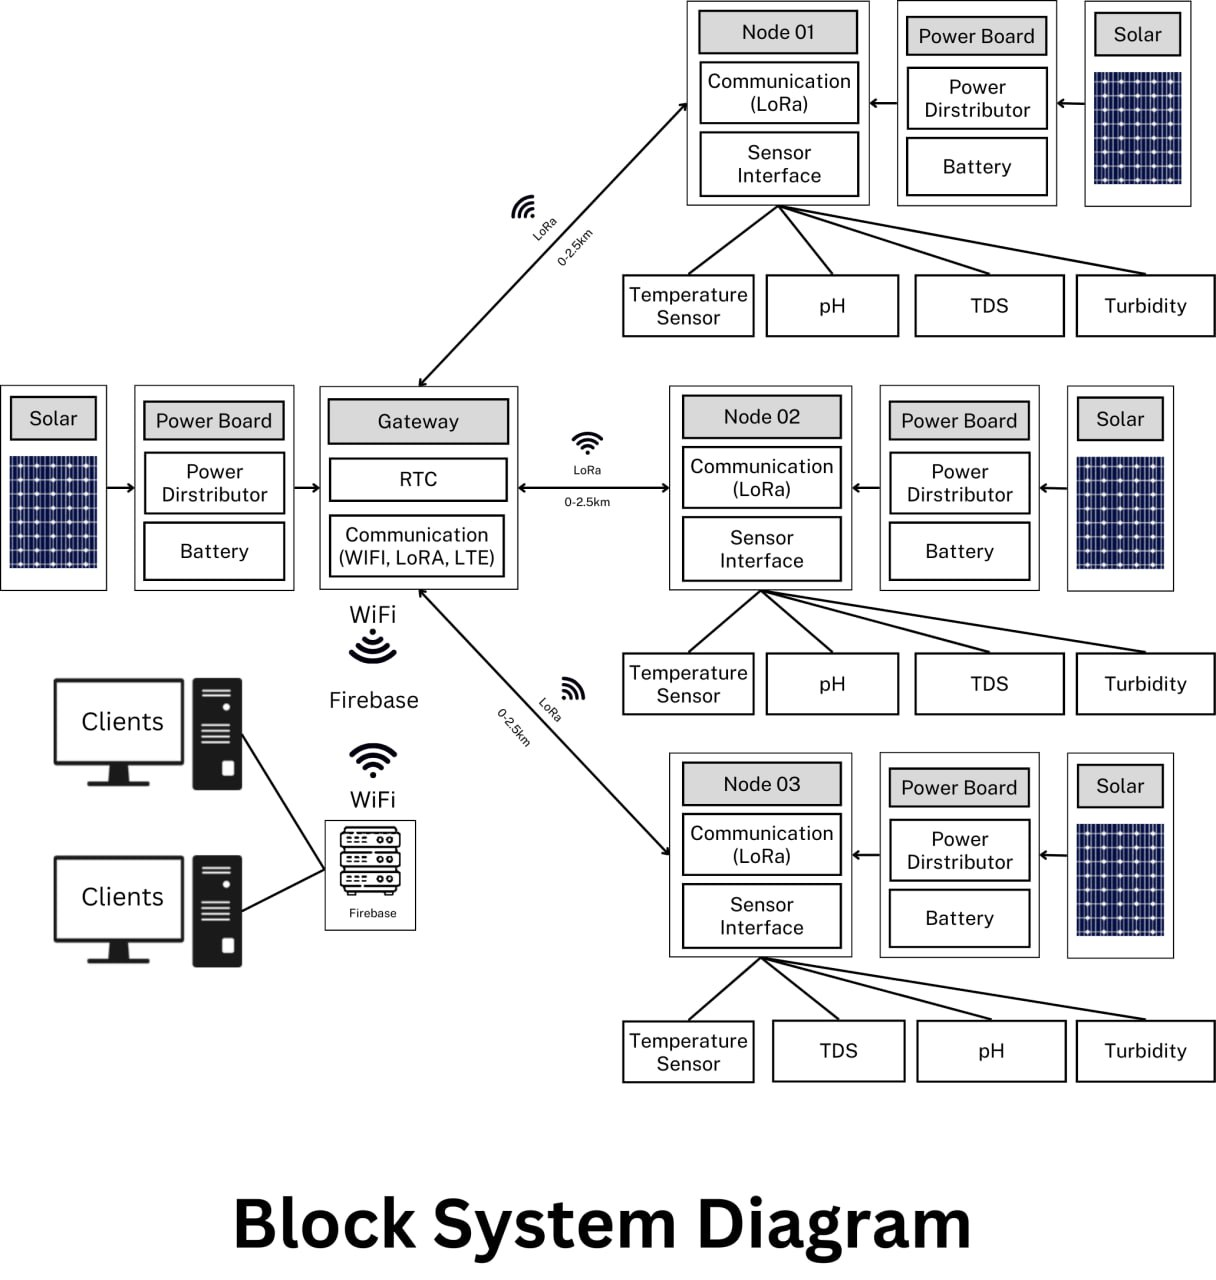 Node 01
Communication
(LoRa)
Sensor
Interface
Power Board
Power
Dirstributor
Battery
Solar
LoRa
0-2.5km
Temperature
Sensor
pH
TDS
Turbidity
Solar
Power Board
Power
Dirstributor
Battery
Gateway
RTC
Communication
(WIFI, LoRA, LTE)
LoRa
0-2.5km
Node 02
Communication
(LoRa)
Sensor
Interface
Power Board
Power
Dirstributor
Battery
Solar
Temperature
Sensor
pH
TDS
Turbidity
WiFi
Firebase
WiFi
Firebase
Clients
Clients
LoRa
0-2.5km
Node 03
Communication
(LoRa)
Sensor
Interface
Power Board
Power
Dirstributor
Battery
Solar
Temperature
Sensor
TDS
pH
Turbidity
Block System Diagram